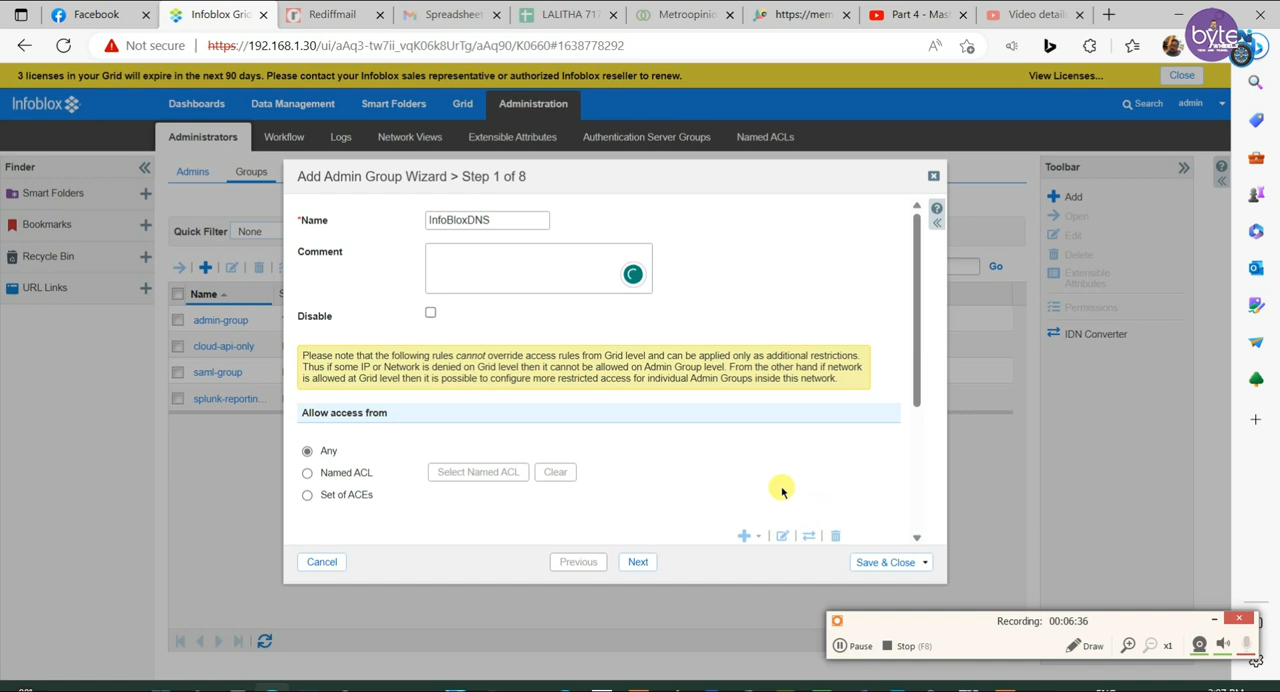 Facebook
Infoblox Gri
Rediffmail
Spreadshee
LALITHA 717
Metroopinio
https://mem
Part 4 - Mas
Video detail
Not secure
https://192.168.1.30/ui/aAq3-tw7ii_vqK06k8UrTg/aAq90/K0660#1638778292
byte
3 licenses in your Grid will expire in the next 90 days. Please contact your Infoblox sales representative or authorized Infoblox reseller to renew.
View Licenses...
Close
Infoblox
Dashboards
Data Management
Smart Folders
Grid
Administration
Search
admin
Administrators
Workflow
Logs
Network Views
Extensible Attributes
Authentication Server Groups
Named ACLs
Finder
Smart Folders
Bookmarks
Recycle Bin
URL Links
Admins
Groups
Quick Filter
None
Go
Name
admin-group
cloud-api-only
saml-group
splunk-reportin...
Add Admin Group Wizard > Step 1 of 8
*Name
InfoBloxDNS
Comment
Disable
Please note that the following rules cannot override access rules from Grid level and can be applied only as additional restrictions.
Thus if some IP or Network is denied on Grid level then it cannot be allowed on Admin Group level. From the other hand if network
is allowed at Grid level then it is possible to configure more restricted access for individual Admin Groups inside this network.
Allow access from
Any
Named ACL
Select Named ACL
Clear
Set of ACEs
Cancel
Previous
Next
Save & Close
Toolbar
Add
Open
Edit
Delete
Extensible
Attributes
Permissions
IDN Converter
Recording: 00:06:36
Pause
Stop (F8)
Draw
x1